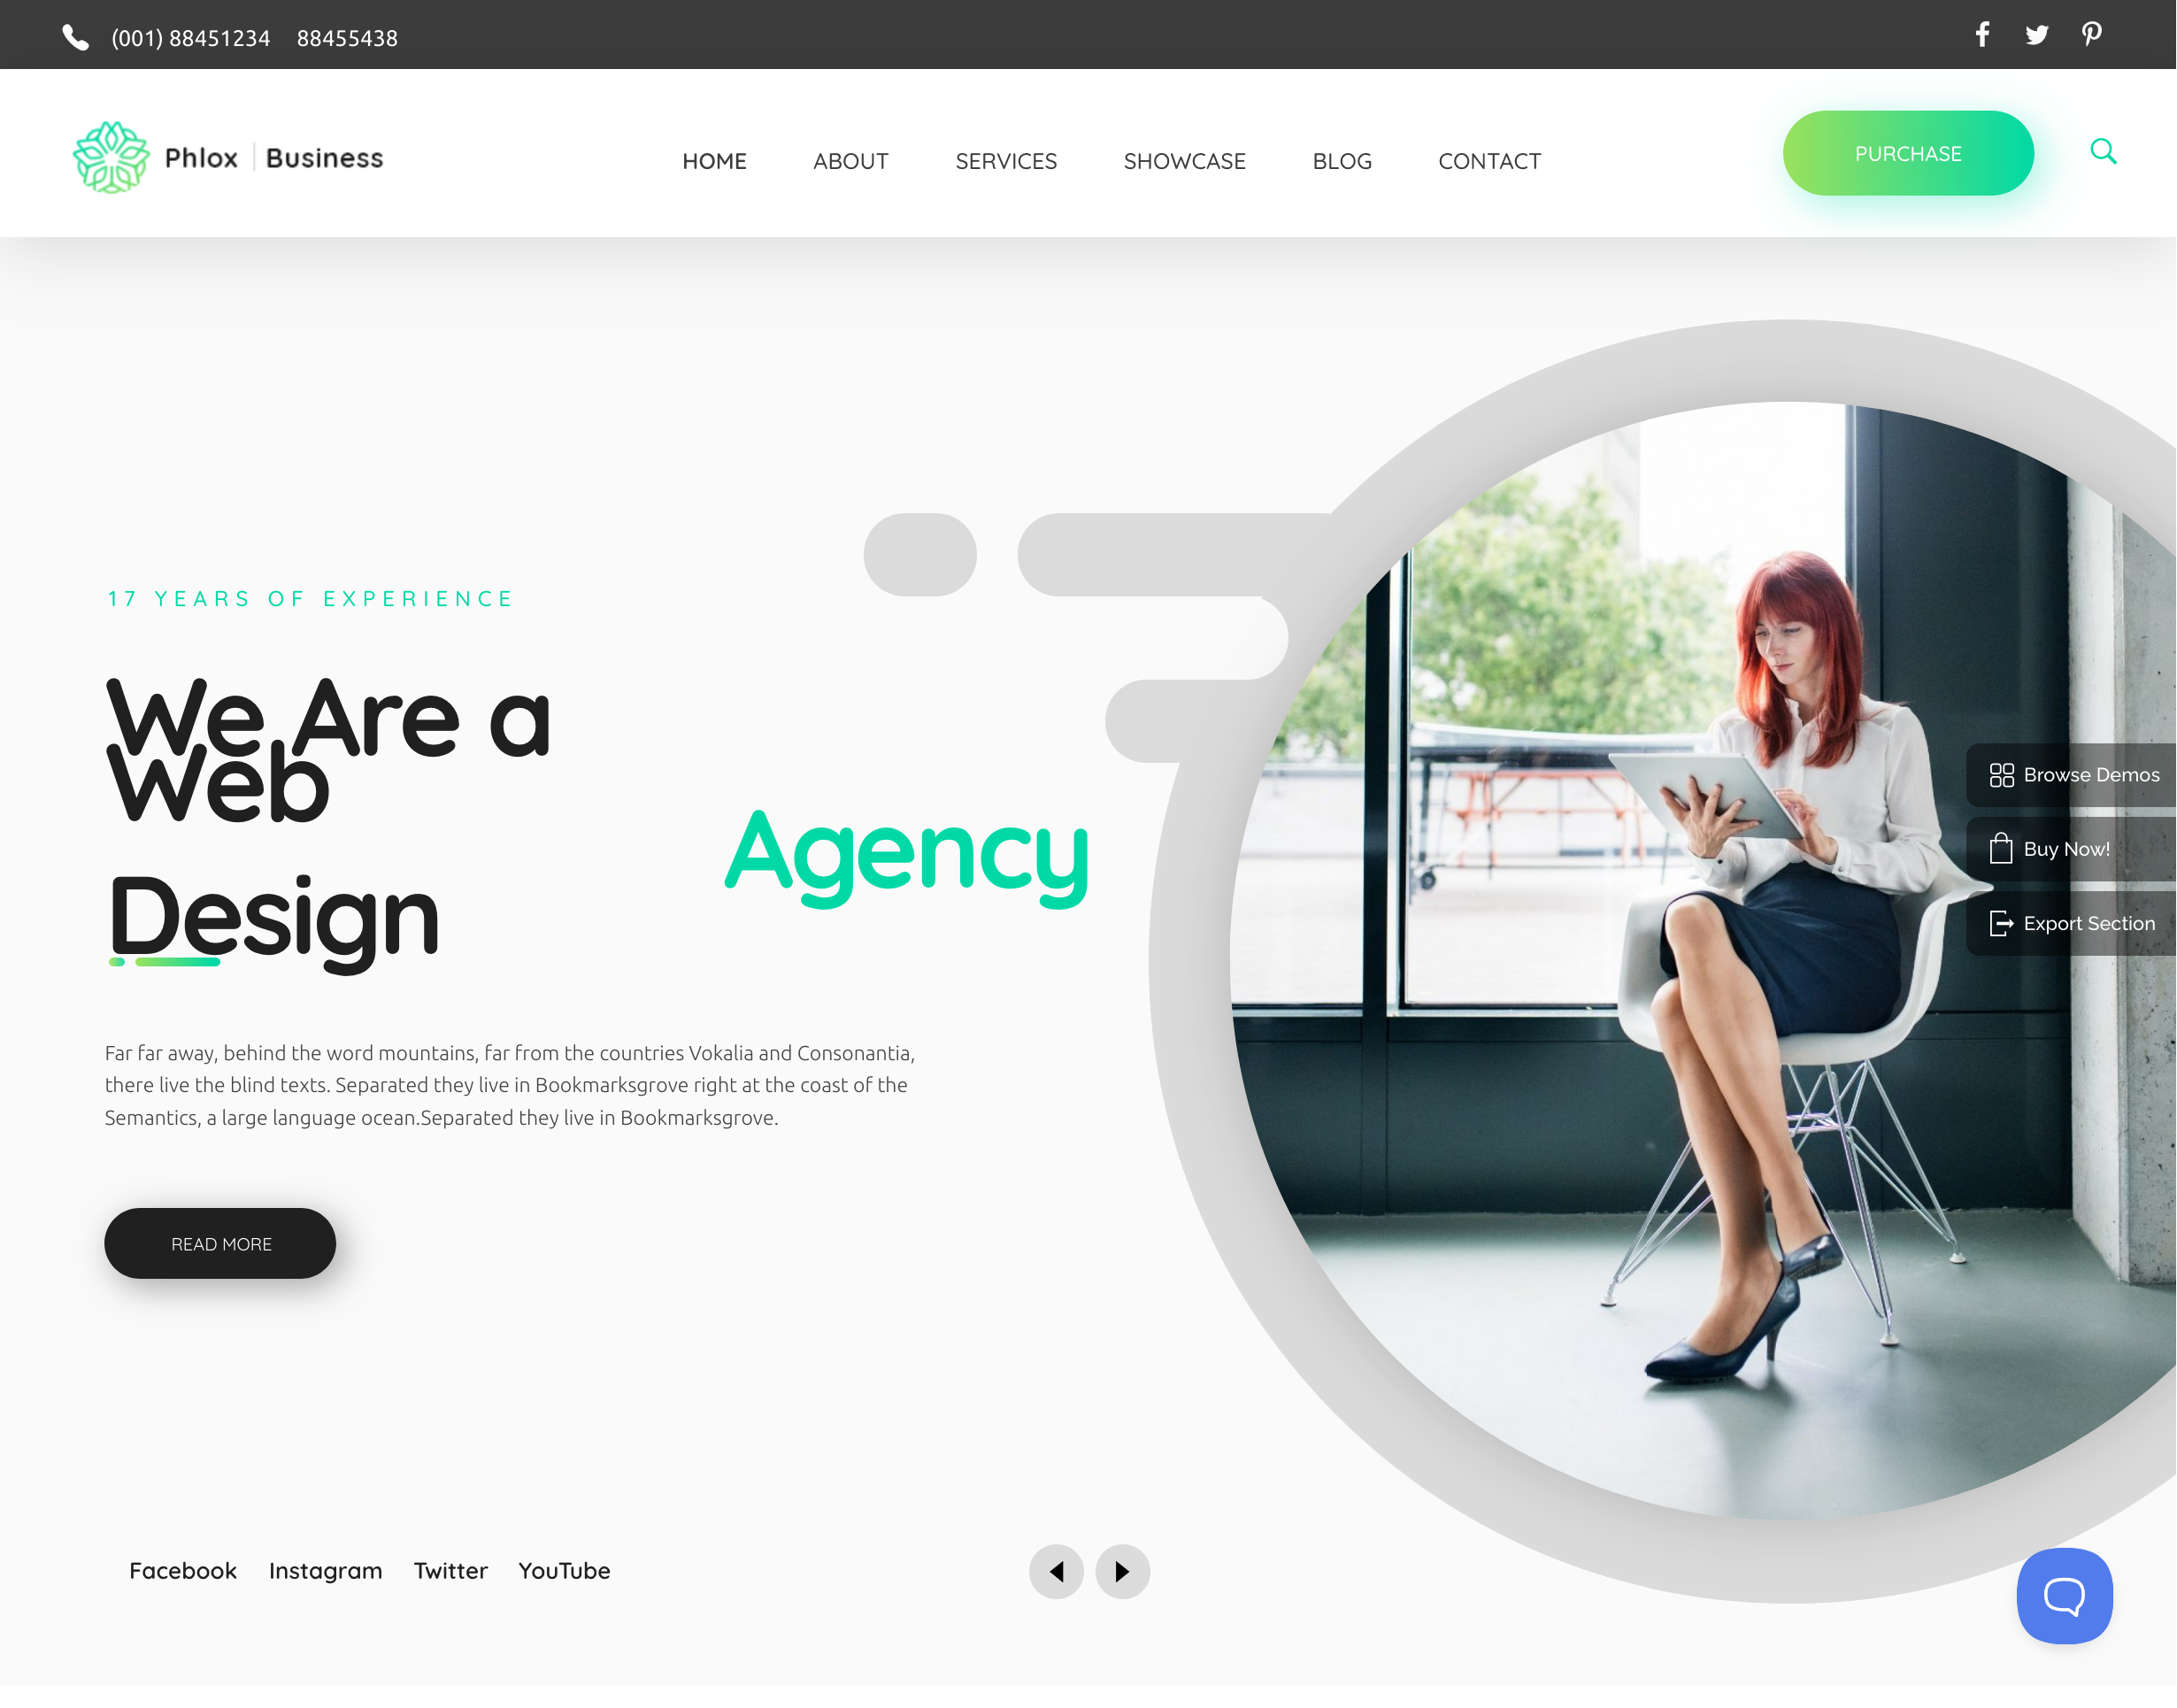 (001) 88451234 88455438
Phlox | Business
HOME ABOUT SERVICES SHOWCASE BLOG CONTACT
PURCHASE
17 YEARS OF EXPERIENCE
We Are a
Web
Design
Agency
Far far away, behind the word mountains, far from the countries Vokalia and Consonantia,
there live the blind texts. Separated they live in Bookmarksgrove right at the coast of the
Semantics, a large language ocean.Separated they live in Bookmarksgrove.
READ MORE
Browse Demos
Buy Now!
Export Section
Facebook Instagram Twitter YouTube